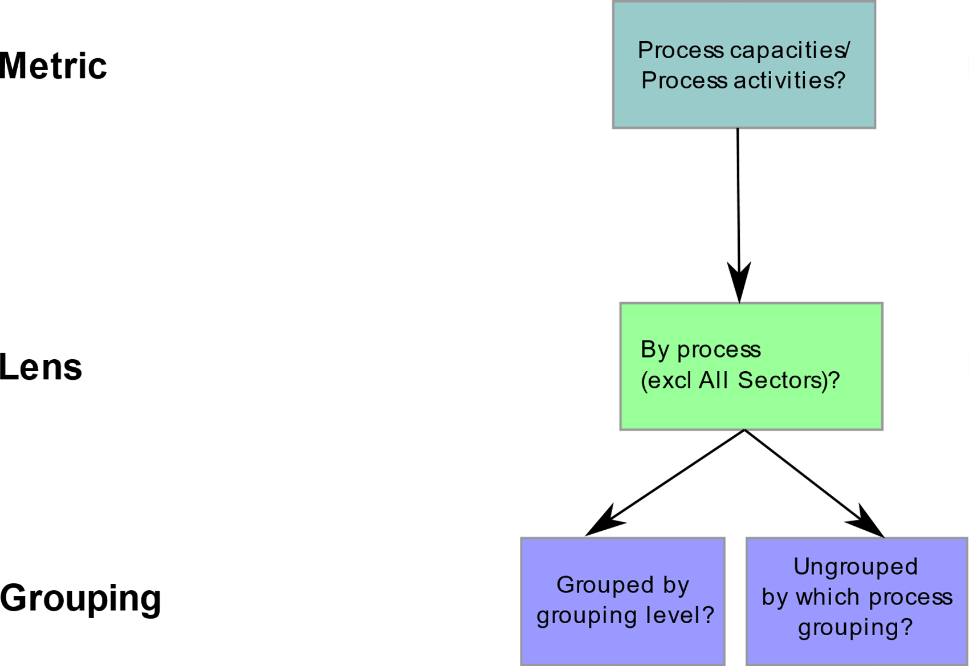 Metric
Process capacities/
Process activities?
Lens
By process
(excl All Sectors)?
Grouping
Grouped by
grouping level?
Ungrouped
by which process
grouping?